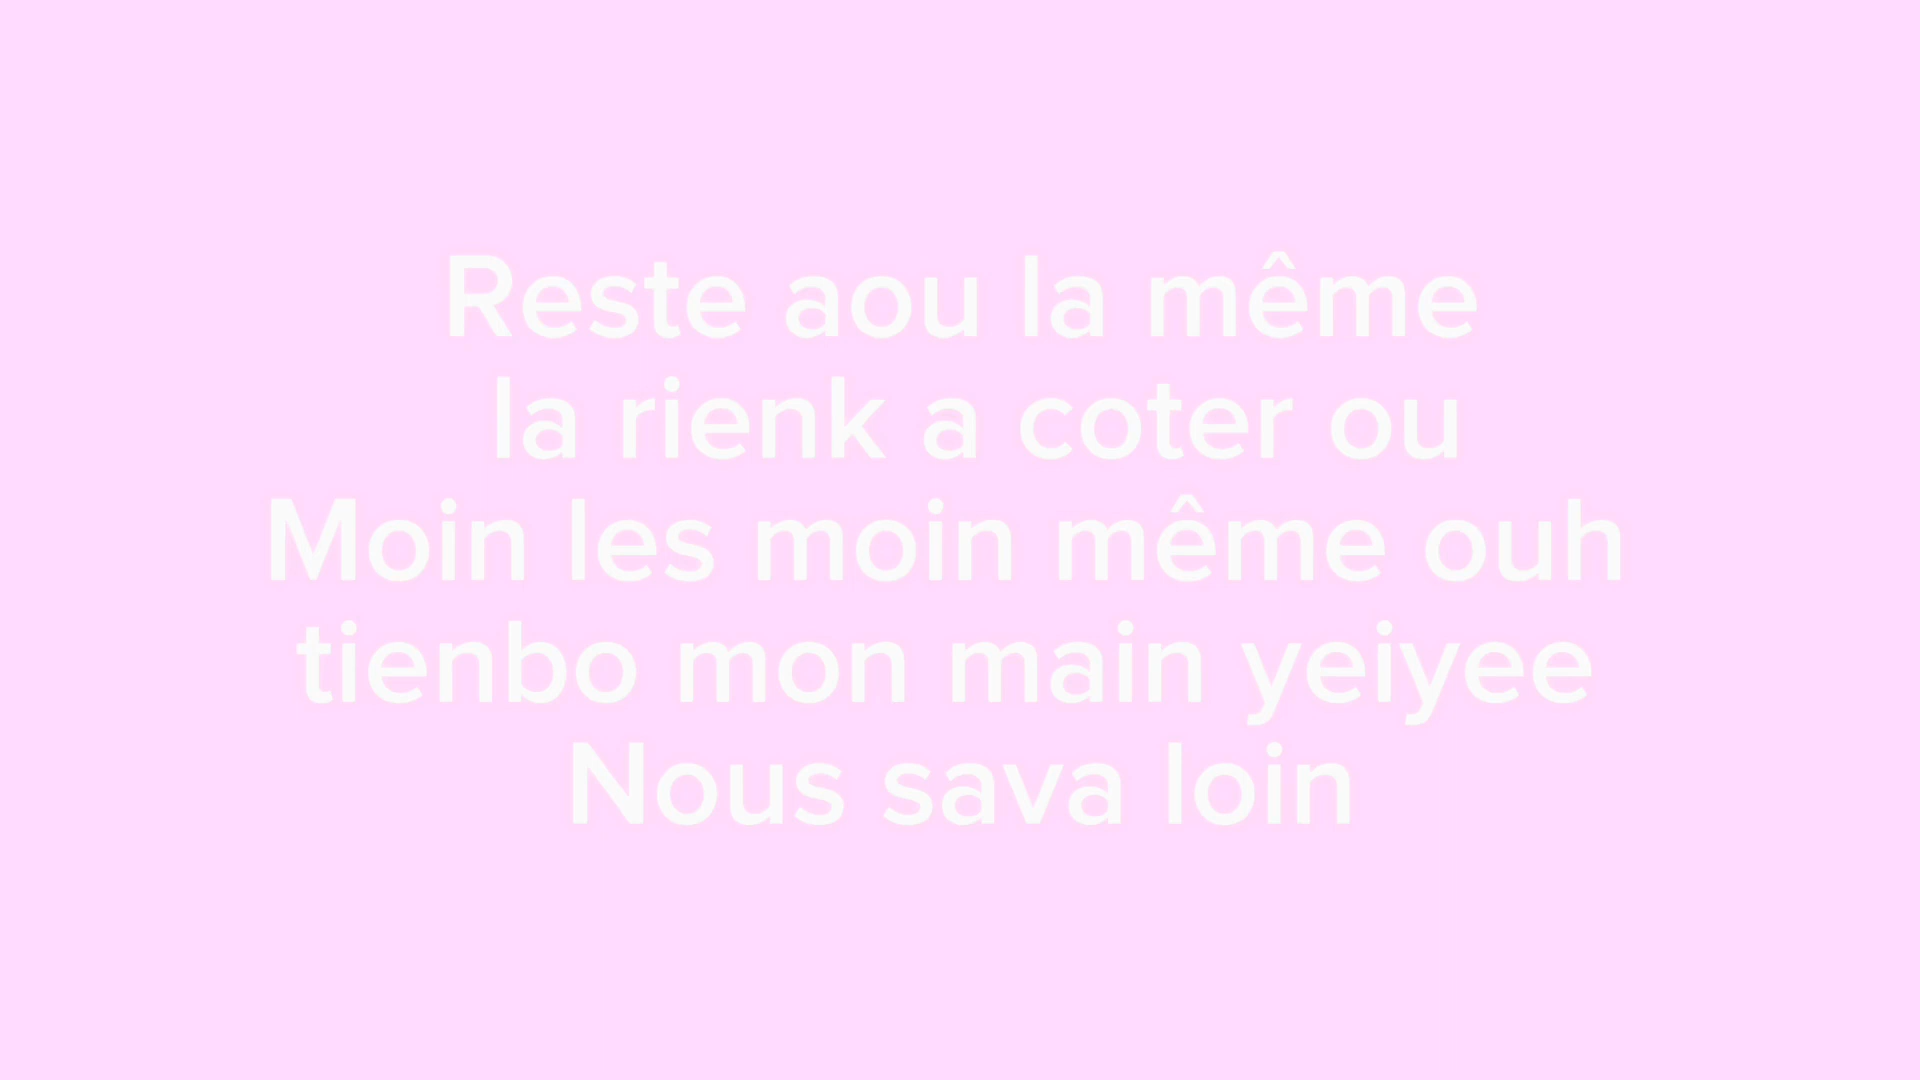 Reste aou la même
la rienk a coter ou
Moin les moin même ouh
tienbo mon main yeiyee
Nous sava loin